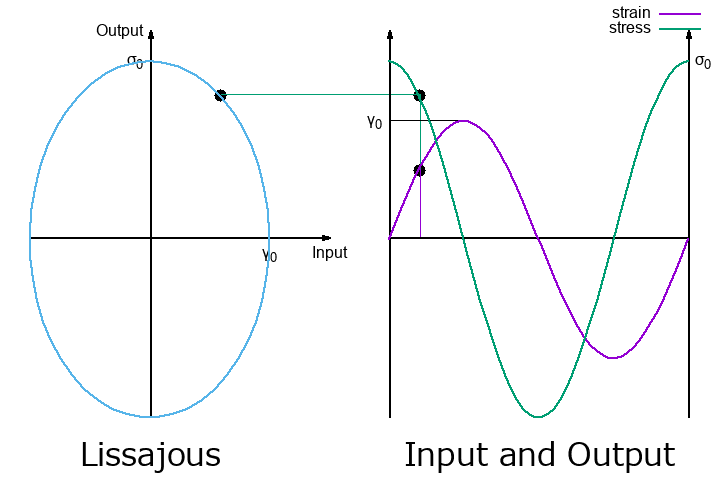 strain
stress
Output
σ0
σ0
γ0
γ0
Input
Lissajous
Input and Output